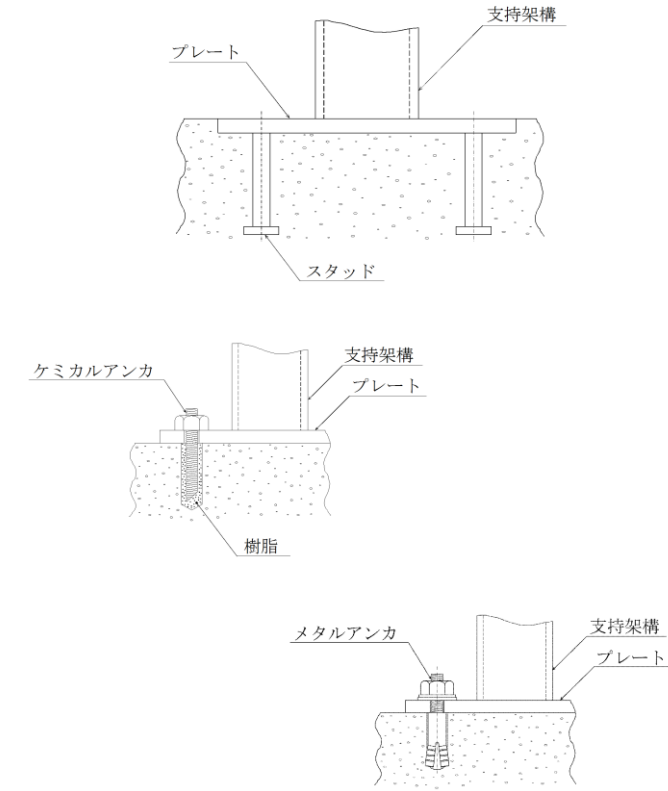 支持架構
プレート
スタッド
ケミカルアンカ
支持架構
プレート
樹脂
メタルアンカ
支持架構
プレート